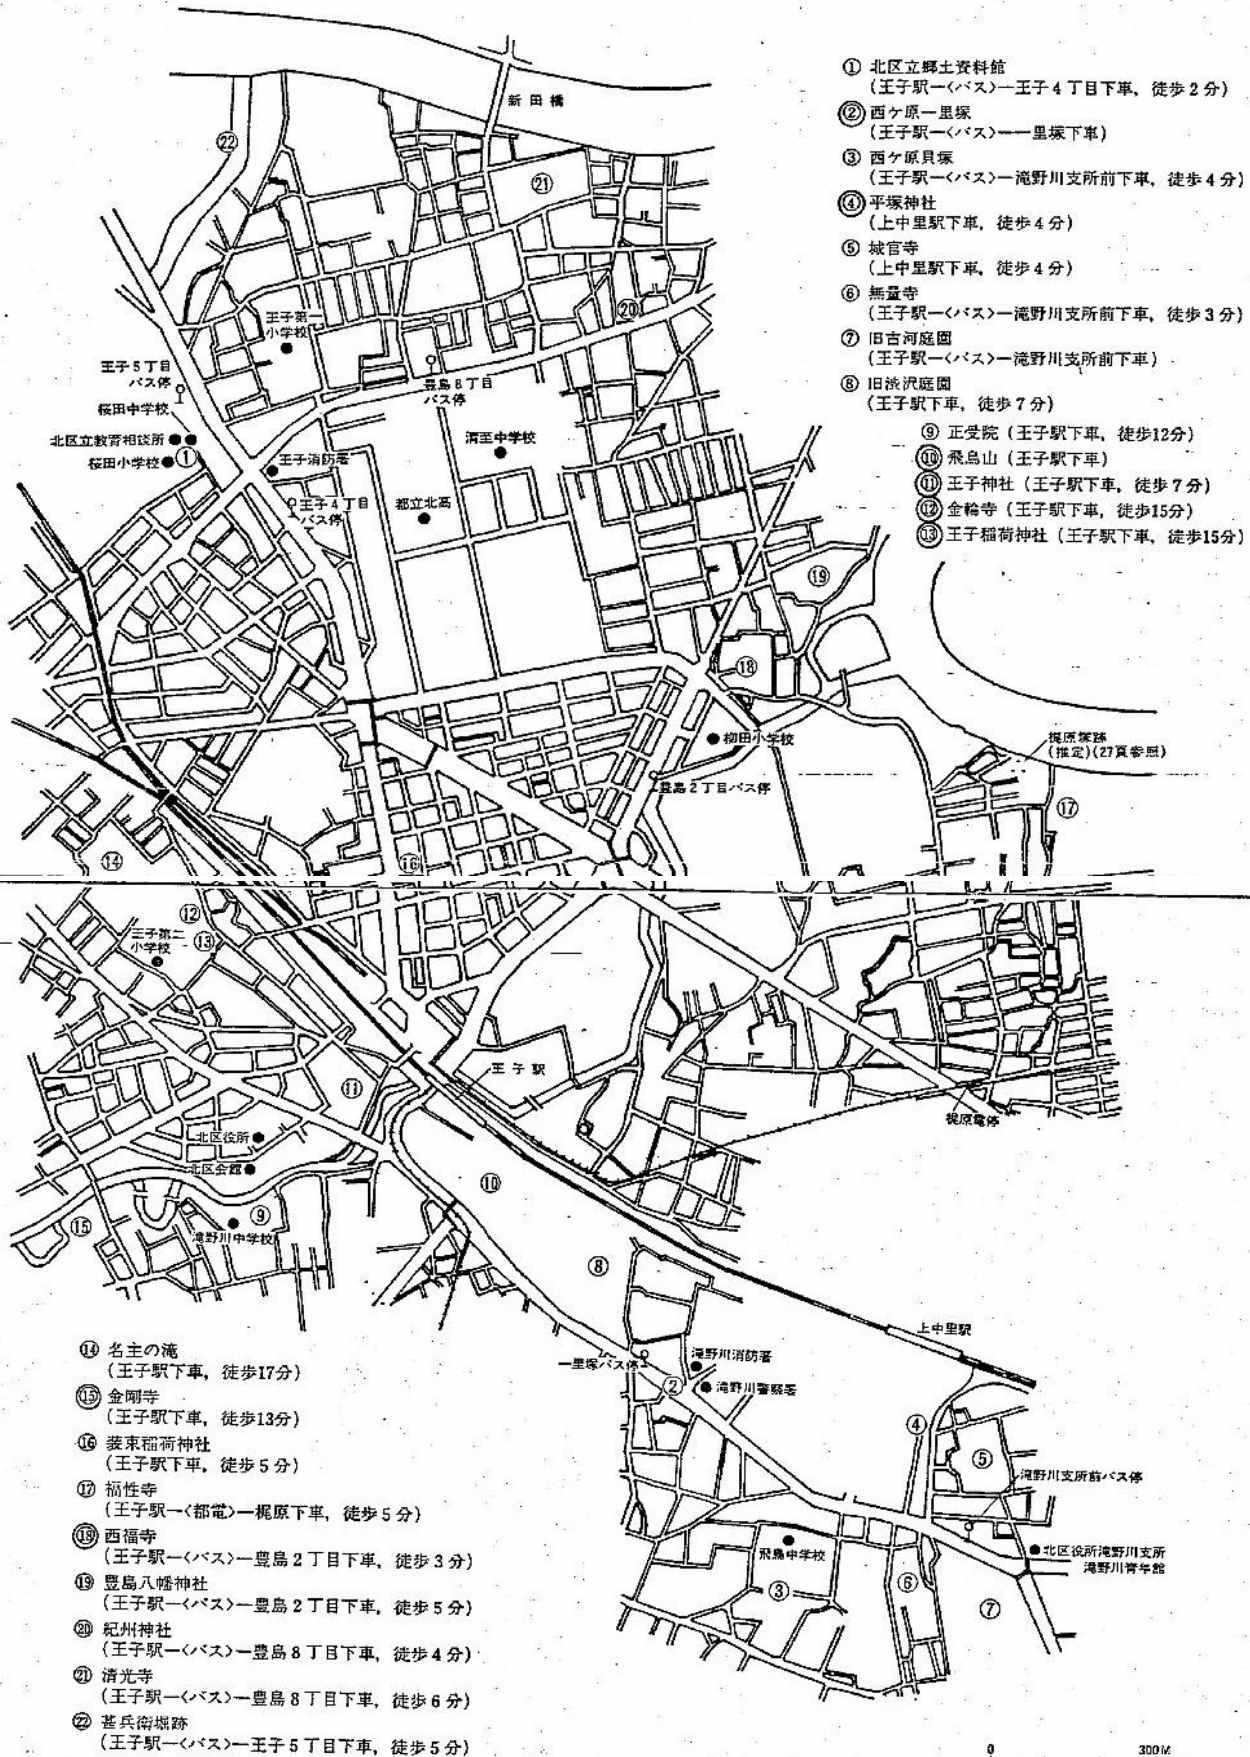 ① 北区立郷土資料館
(王子駅―〈バス〉―王子4丁目下車,徒歩2分)
② 西ケ原一里塚
(王子駅―〈バス〉―一里塚下車)
③ 西ケ原貝塚
(王子駅―〈バス〉―滝野川支所前下車,徒歩4分)
④ 平塚神社
(上中里駅下車,徒歩4分)
⑤ 城官寺
(上中里駅下車,徒歩4分)
⑥ 無量寺
(王子駅―〈バス〉―滝野川支所前下車,徒歩3分)
⑦ 旧古河庭園
(王子駅―〈バス〉―滝野川支所前下車)
⑧ 旧渋沢庭園
(王子駅下車,徒歩7分)
⑨ 正受院(王子駅下車,徒歩12分)
⑩ 飛鳥山(王子駅下車)
⑪ 王子神社(王子駅下車,徒歩7分)
⑫ 金輪寺(王子駅下車,徒歩15分)
⑬ 王子稲荷神社(王子駅下車,徒歩15分)
新田橋
㉒
㉑
⑳
王子第一
小学校
王子5丁目
バス停
豊島8丁目
バス停
桜田中学校
北区立教育相談所
桜田小学校
①
清至中学校
王子消防署
王子4丁目
バス停
都立北高
⑲
⑱
柳田小学校
豊島2丁目バス停
梶原塚跡
(推定)(27頁参照)
⑰
⑭
⑯
⑫
王子第二
小学校
⑬
⑪
王子駅
梶原電停
北区役所
北区会館
⑩
⑨
滝野川中学校
⑮
⑧
上中里駅
一里塚バス停
滝野川消防署
②
滝野川警察署
④
⑤
滝野川支所前バス停
飛鳥中学校
③
⑥
北区役所滝野川支所
滝野川青年館
⑦
⑭ 名主の滝
(王子駅下車,徒歩17分)
⑮ 金剛寺
(王子駅下車,徒歩13分)
⑯ 装束稲荷神社
(王子駅下車,徒歩5分)
⑰ 福性寺
(王子駅―〈都電〉―梶原下車,徒歩5分)
⑱ 西福寺
(王子駅―〈バス〉―豊島2丁目下車,徒歩3分)
⑲ 豊島八幡神社
(王子駅―〈バス〉―豊島2丁目下車,徒歩5分)
⑳ 紀州神社
(王子駅―〈バス〉―豊島8丁目下車,徒歩4分)
㉑ 清光寺
(王子駅―〈バス〉―豊島8丁目下車,徒歩6分)
㉒ 甚兵衛堀跡
(王子駅―〈バス〉―王子5丁目下車,徒歩5分)
0 300M